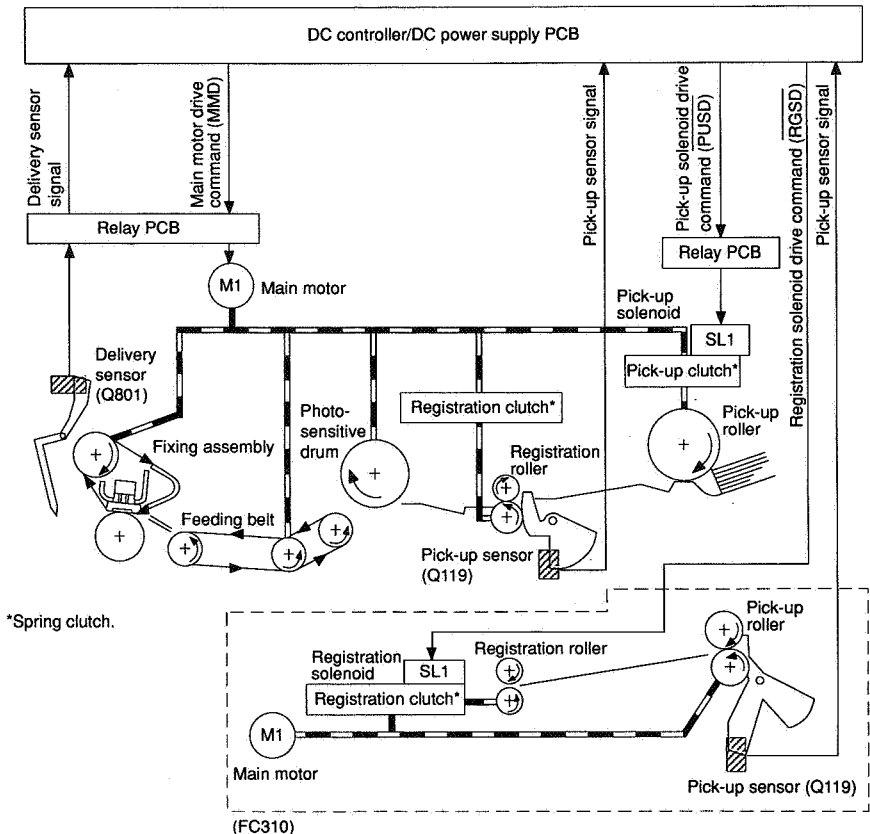 DC controller/DC power supply PCB
Delivery sensor
signal
Main motor drive
command (MMD)
Pick-up sensor signal
Pick-up solenoid drive
command (PUSD)
Registration solenoid drive command (RGSD)
Pick-up sensor signal
Relay PCB
Relay PCB
M1
Main motor
Pick-up
solenoid
SL1
Pick-up clutch*
Delivery
sensor
(Q801)
Photo-
sensitive
drum
Registration clutch*
Pick-up
roller
Fixing assembly
Registration
roller
Feeding belt
Pick-up sensor
(Q119)
*Spring clutch.
Pick-up
roller
Registration
solenoid
SL1
Registration roller
Registration clutch*
M1
Main motor
Pick-up sensor (Q119)
(FC310)